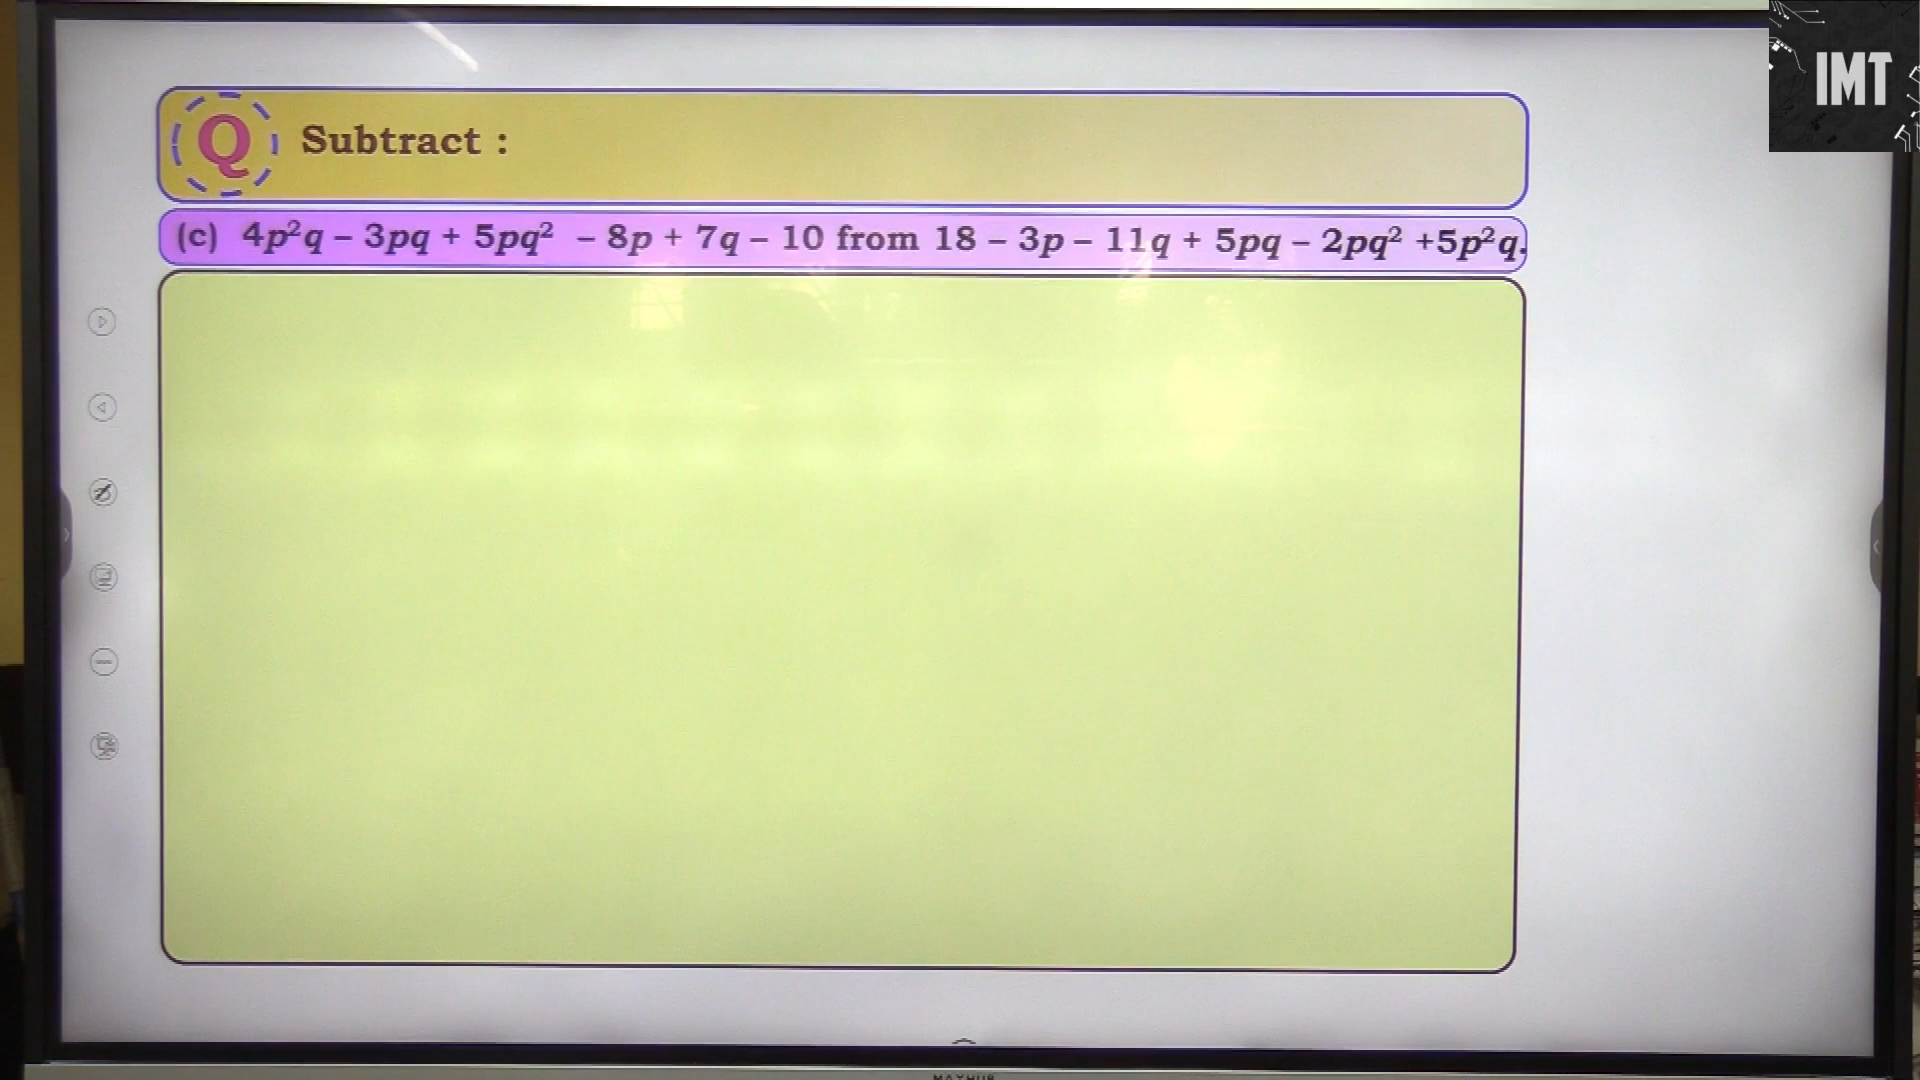 IMT
Q Subtract :
(c) 4p²q – 3pq + 5pq² – 8p + 7q – 10 from 18 – 3p – 11q + 5pq – 2pq² +5p²q.